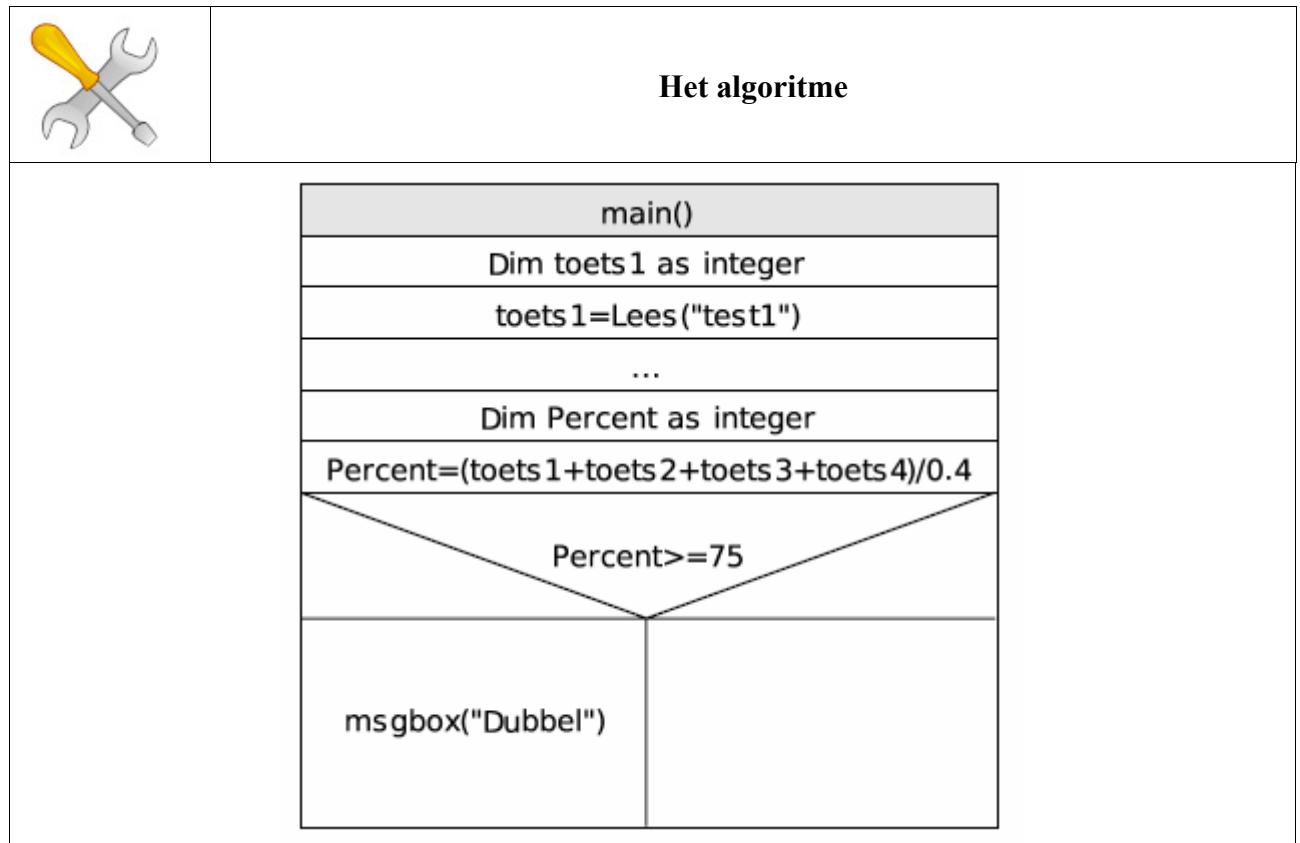 Het algoritme
main()
Dim toets1 as integer
toets1=Lees("test1")
...
Dim Percent as integer
Percent=(toets1+toets2+toets3+toets4)/0.4
Percent>=75
msgbox("Dubbel")